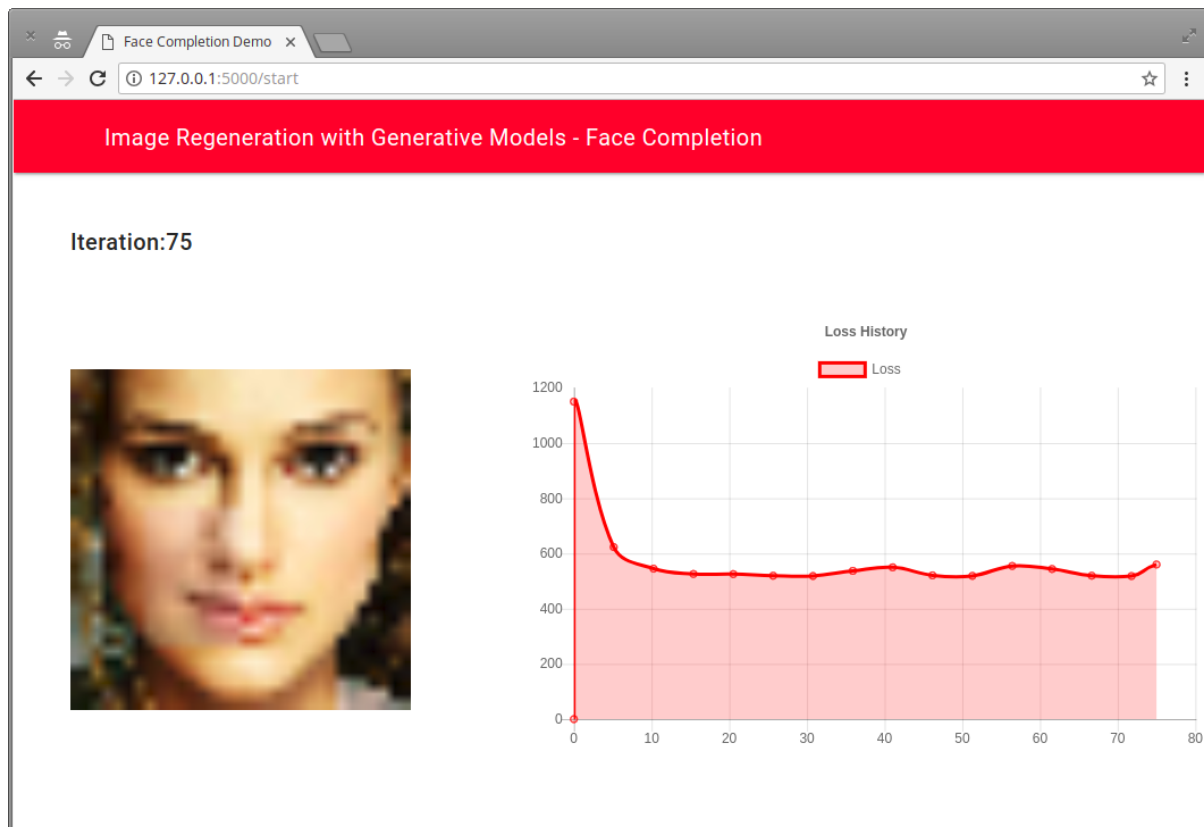 Face Completion Demo
127.0.0.1:5000/start
Image Regeneration with Generative Models - Face Completion
Iteration:75
Loss History
Loss
1200
1000
800
600
400
200
0
0 10 20 30 40 50 60 70 80